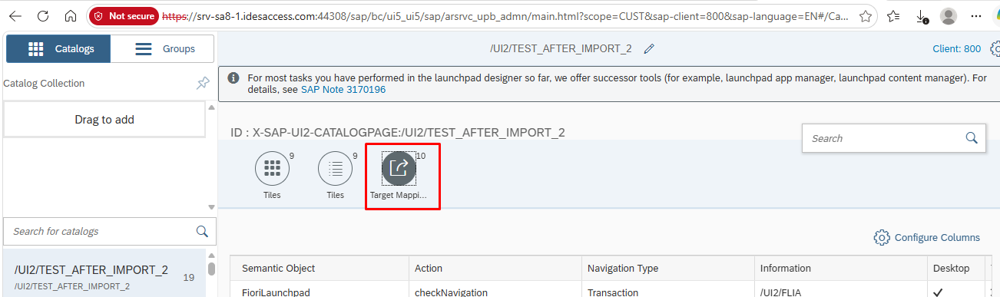 Not secure https://srv-sa8-1.idesaccess.com:44308/sap/bc/ui5_ui5/sap/arsrvc_upb_admn/main.html?scope=CUST&sap-client=800&sap-language=EN#/Ca...
Catalogs Groups
/UI2/TEST_AFTER_IMPORT_2
Client: 800
Catalog Collection
For most tasks you have performed in the launchpad designer so far, we offer successor tools (for example, launchpad app manager, launchpad content manager). For
details, see SAP Note 3170196
Drag to add
ID : X-SAP-UI2-CATALOGPAGE:/UI2/TEST_AFTER_IMPORT_2
Search
9 9 10
Tiles Tiles Target Mappi...
Search for catalogs
Configure Columns
/UI2/TEST_AFTER_IMPORT_2 19
/UI2/TEST_AFTER_IMPORT_2
Semantic Object Action Navigation Type Information Desktop
FioriLaunchpad checkNavigation Transaction /UI2/FLIA